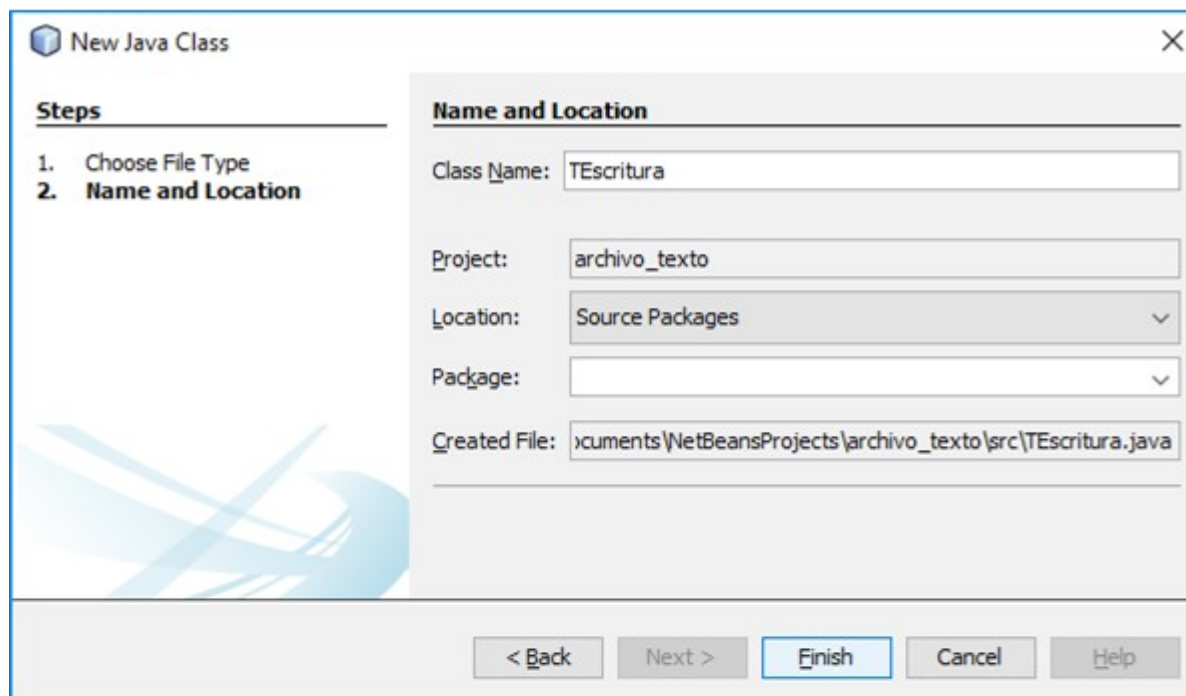 New Java Class
Steps
1. Choose File Type
2. Name and Location
Name and Location
Class Name: TEscritura
Project: archivo_texto
Location: Source Packages
Package:
Created File: ocuments\NetBeansProjects\archivo_texto\src\TEscritura.java
< Back Next > Finish Cancel Help